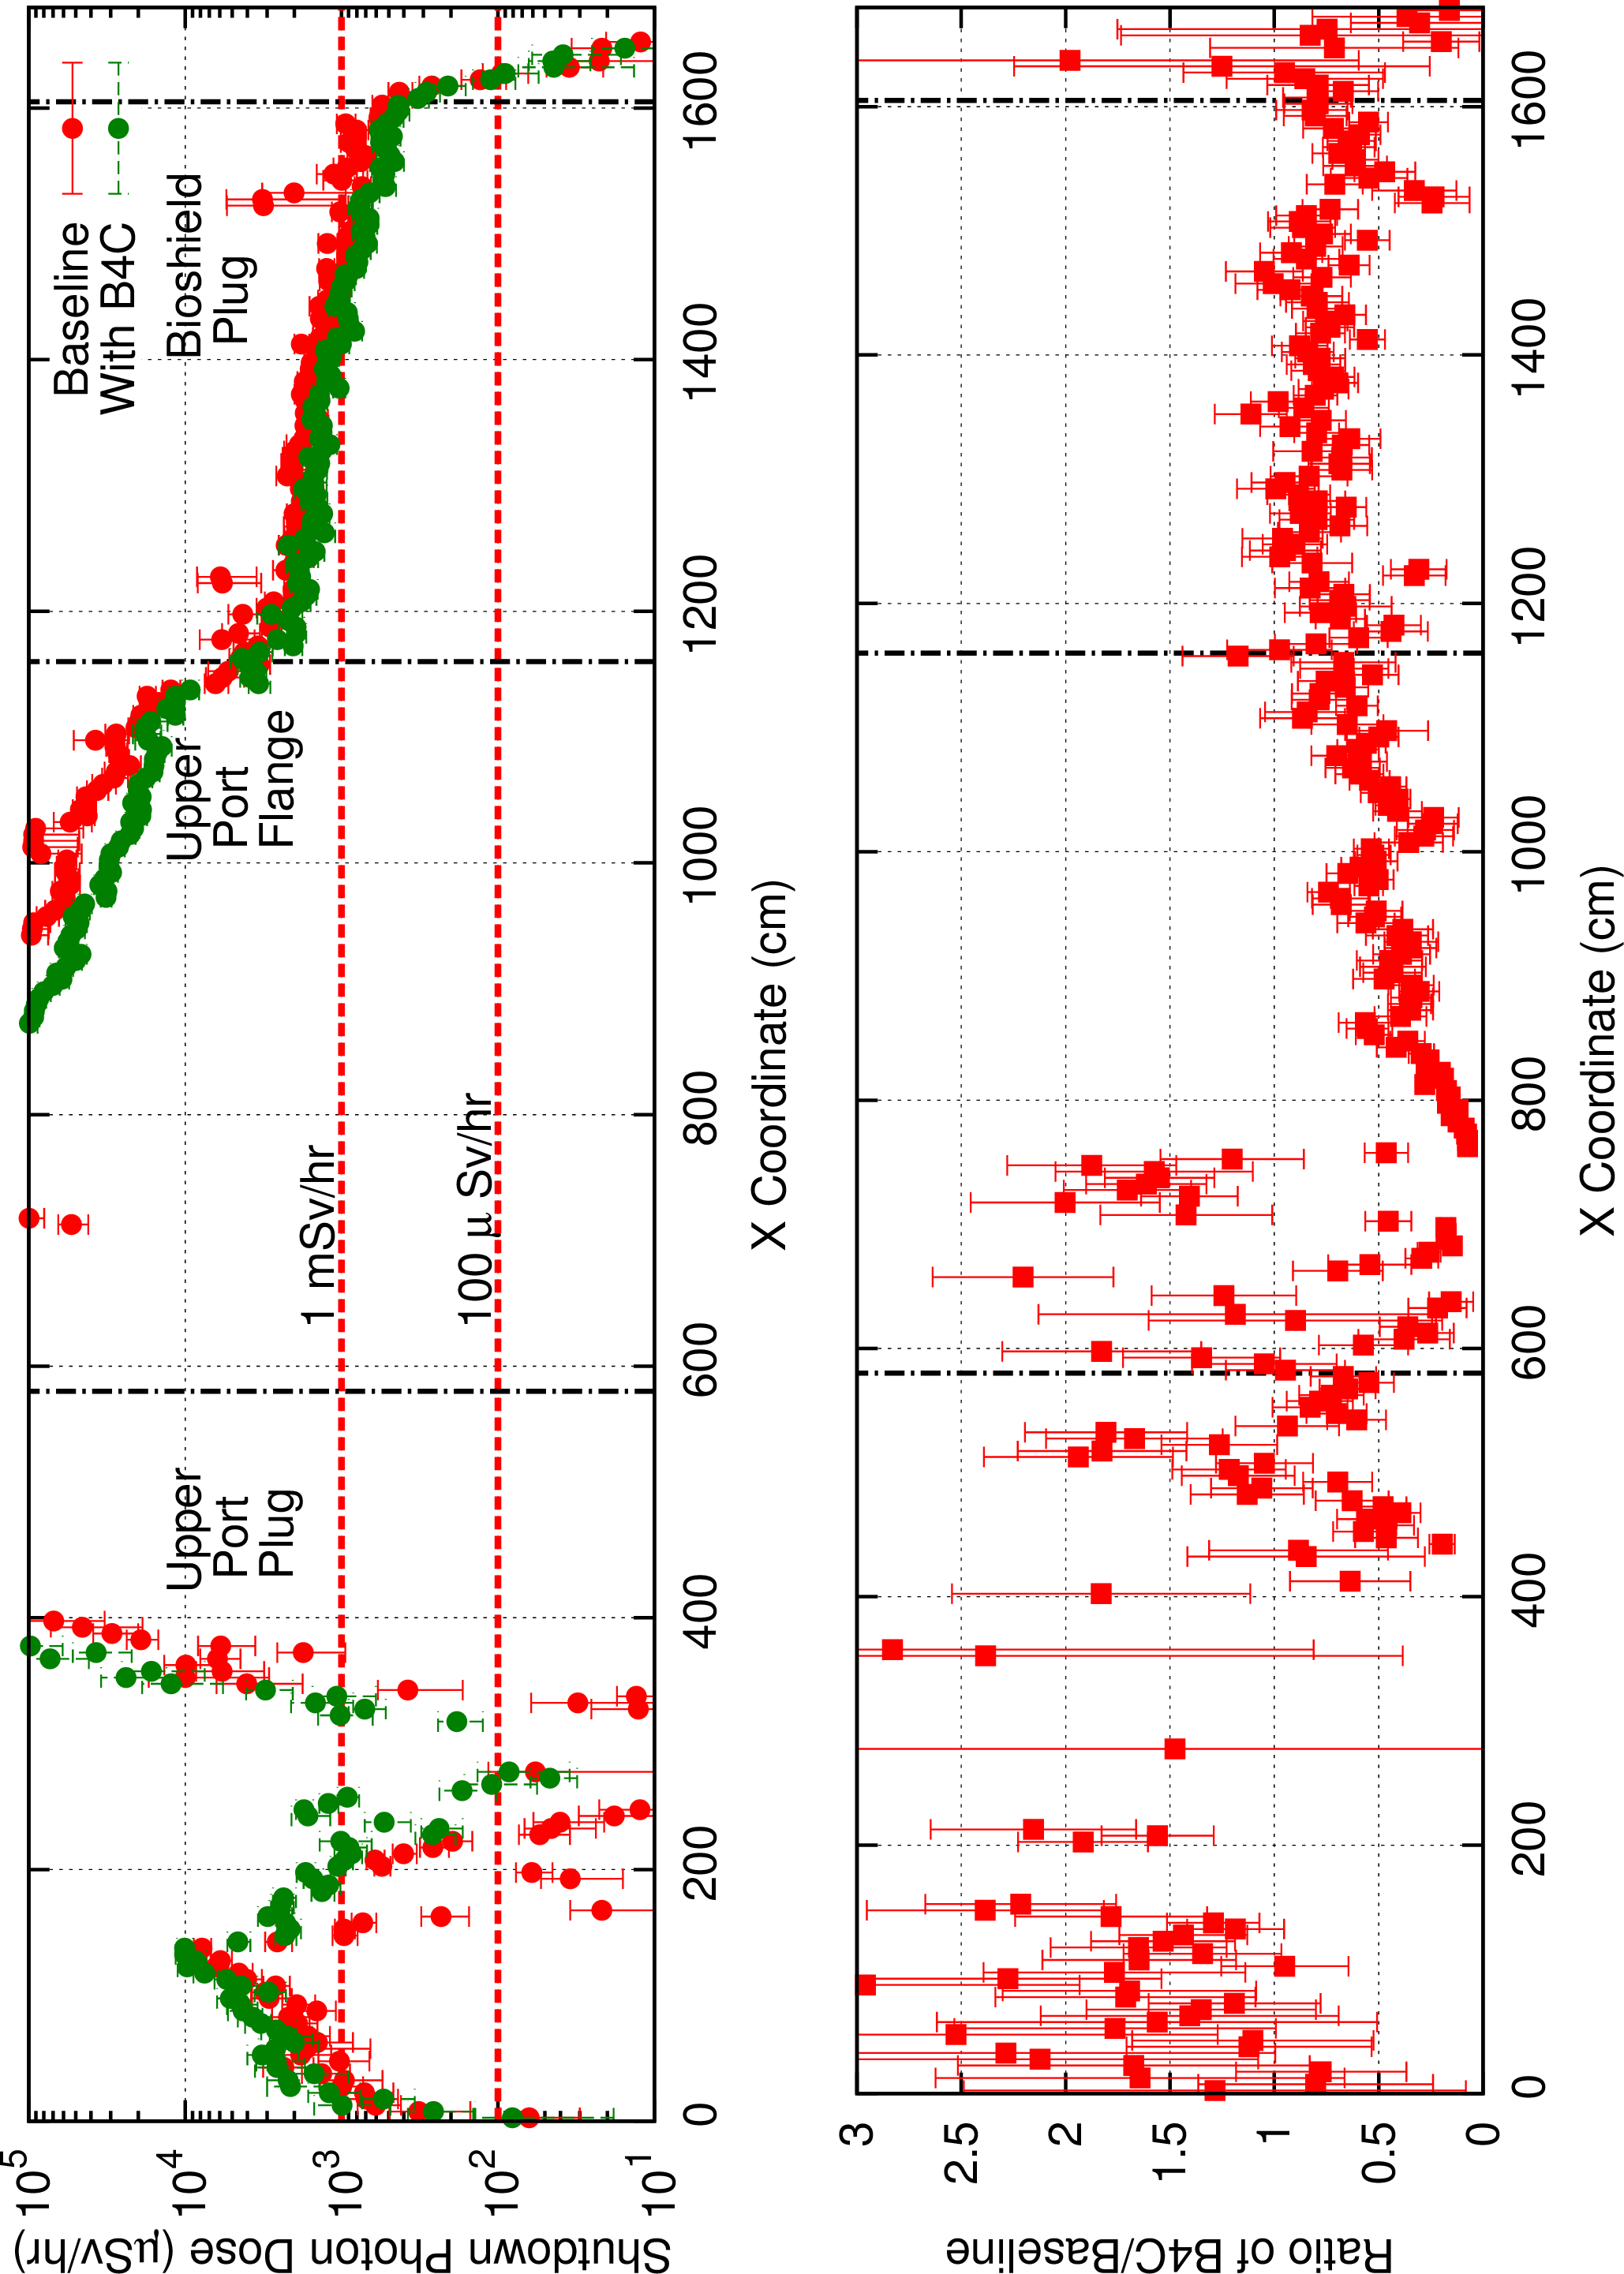 Shutdown Photon Dose (μSv/hr)
10^5
10^4
10^3
10^2
10^1
0
200
400
600
800
1000
1200
1400
1600
X Coordinate (cm)
Baseline
With B4C
Upper
Port
Plug
1 mSv/hr
100 μ Sv/hr
Upper
Port
Flange
Bioshield
Plug
Ratio of B4C/Baseline
3
2.5
2
1.5
1
0.5
0
0
200
400
600
800
1000
1200
1400
1600
X Coordinate (cm)